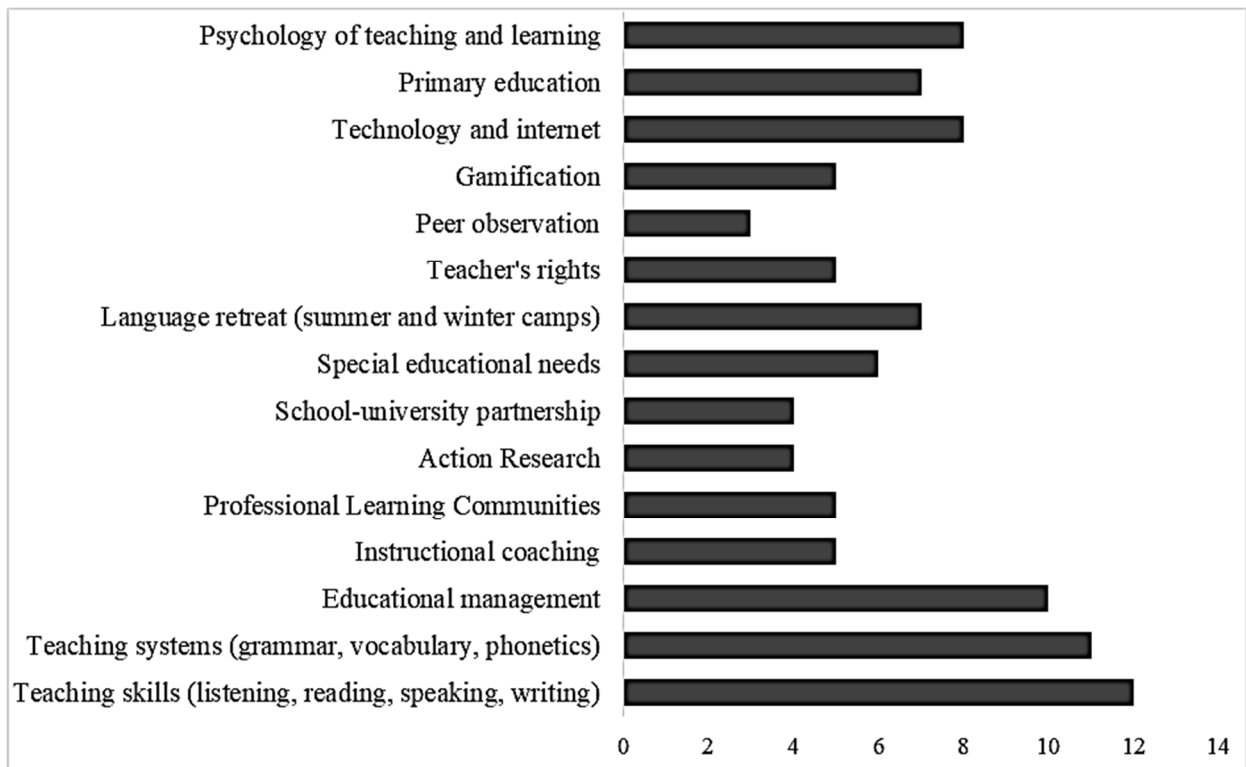 Psychology of teaching and learning
Primary education
Technology and internet
Gamification
Peer observation
Teacher's rights
Language retreat (summer and winter camps)
Special educational needs
School-university partnership
Action Research
Professional Learning Communities
Instructional coaching
Educational management
Teaching systems (grammar, vocabulary, phonetics)
Teaching skills (listening, reading, speaking, writing)
0 2 4 6 8 10 12 14